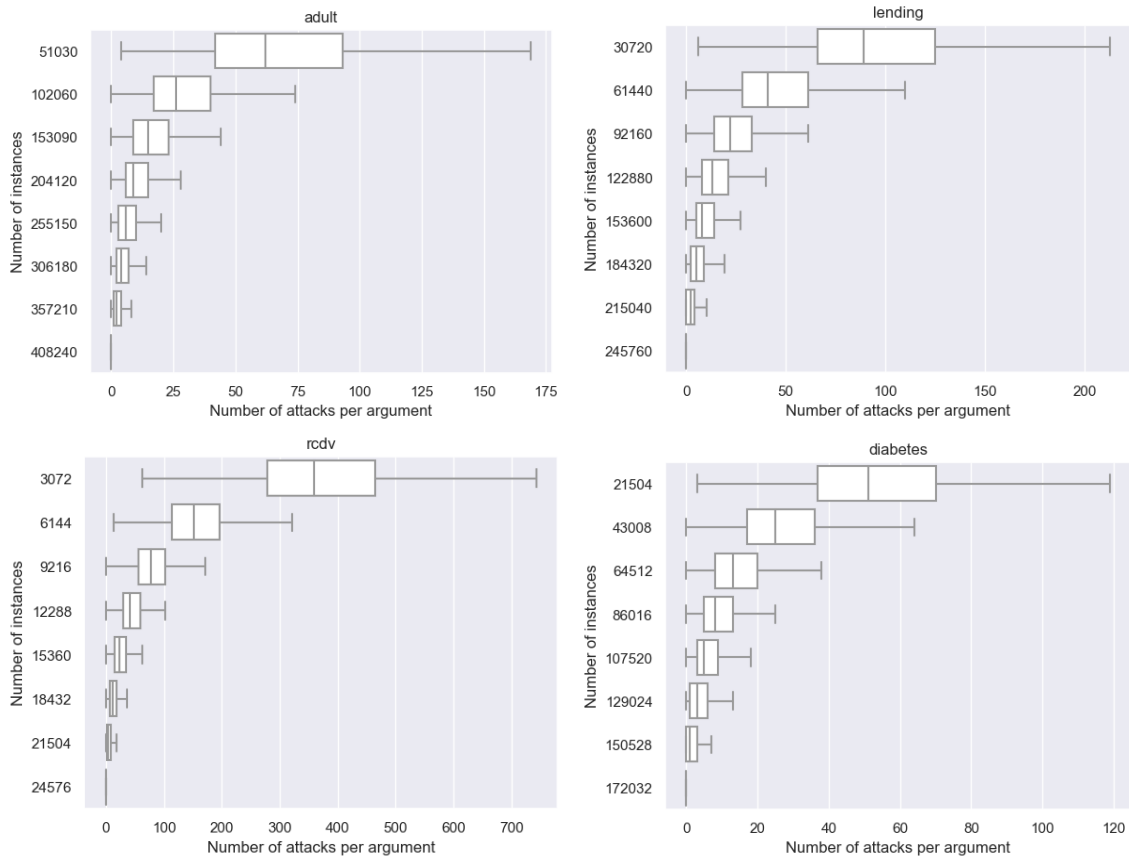 adult
51030
102060
153090
204120
255150
306180
357210
408240
Number of instances
0 25 50 75 100 125 150 175
Number of attacks per argument
lending
30720
61440
92160
122880
153600
184320
215040
245760
Number of instances
0 50 100 150 200
Number of attacks per argument
rcdv
3072
6144
9216
12288
15360
18432
21504
24576
Number of instances
0 100 200 300 400 500 600 700
Number of attacks per argument
diabetes
21504
43008
64512
86016
107520
129024
150528
172032
Number of instances
0 20 40 60 80 100 120
Number of attacks per argument